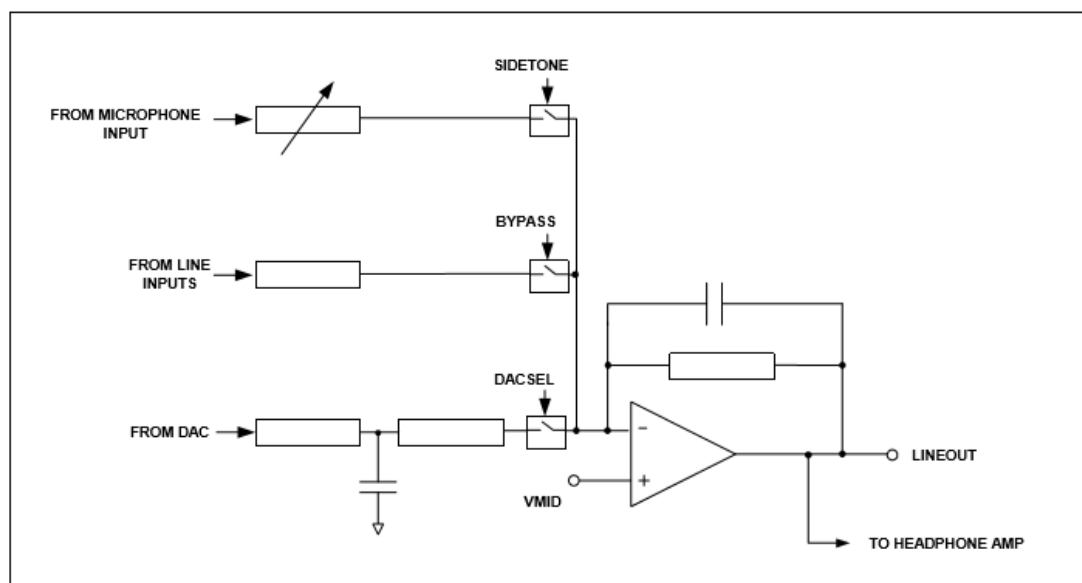 SIDETONE
FROM MICROPHONE
INPUT
BYPASS
FROM LINE
INPUTS
DACSEL
FROM DAC
−
+
VMID
LINEOUT
TO HEADPHONE AMP